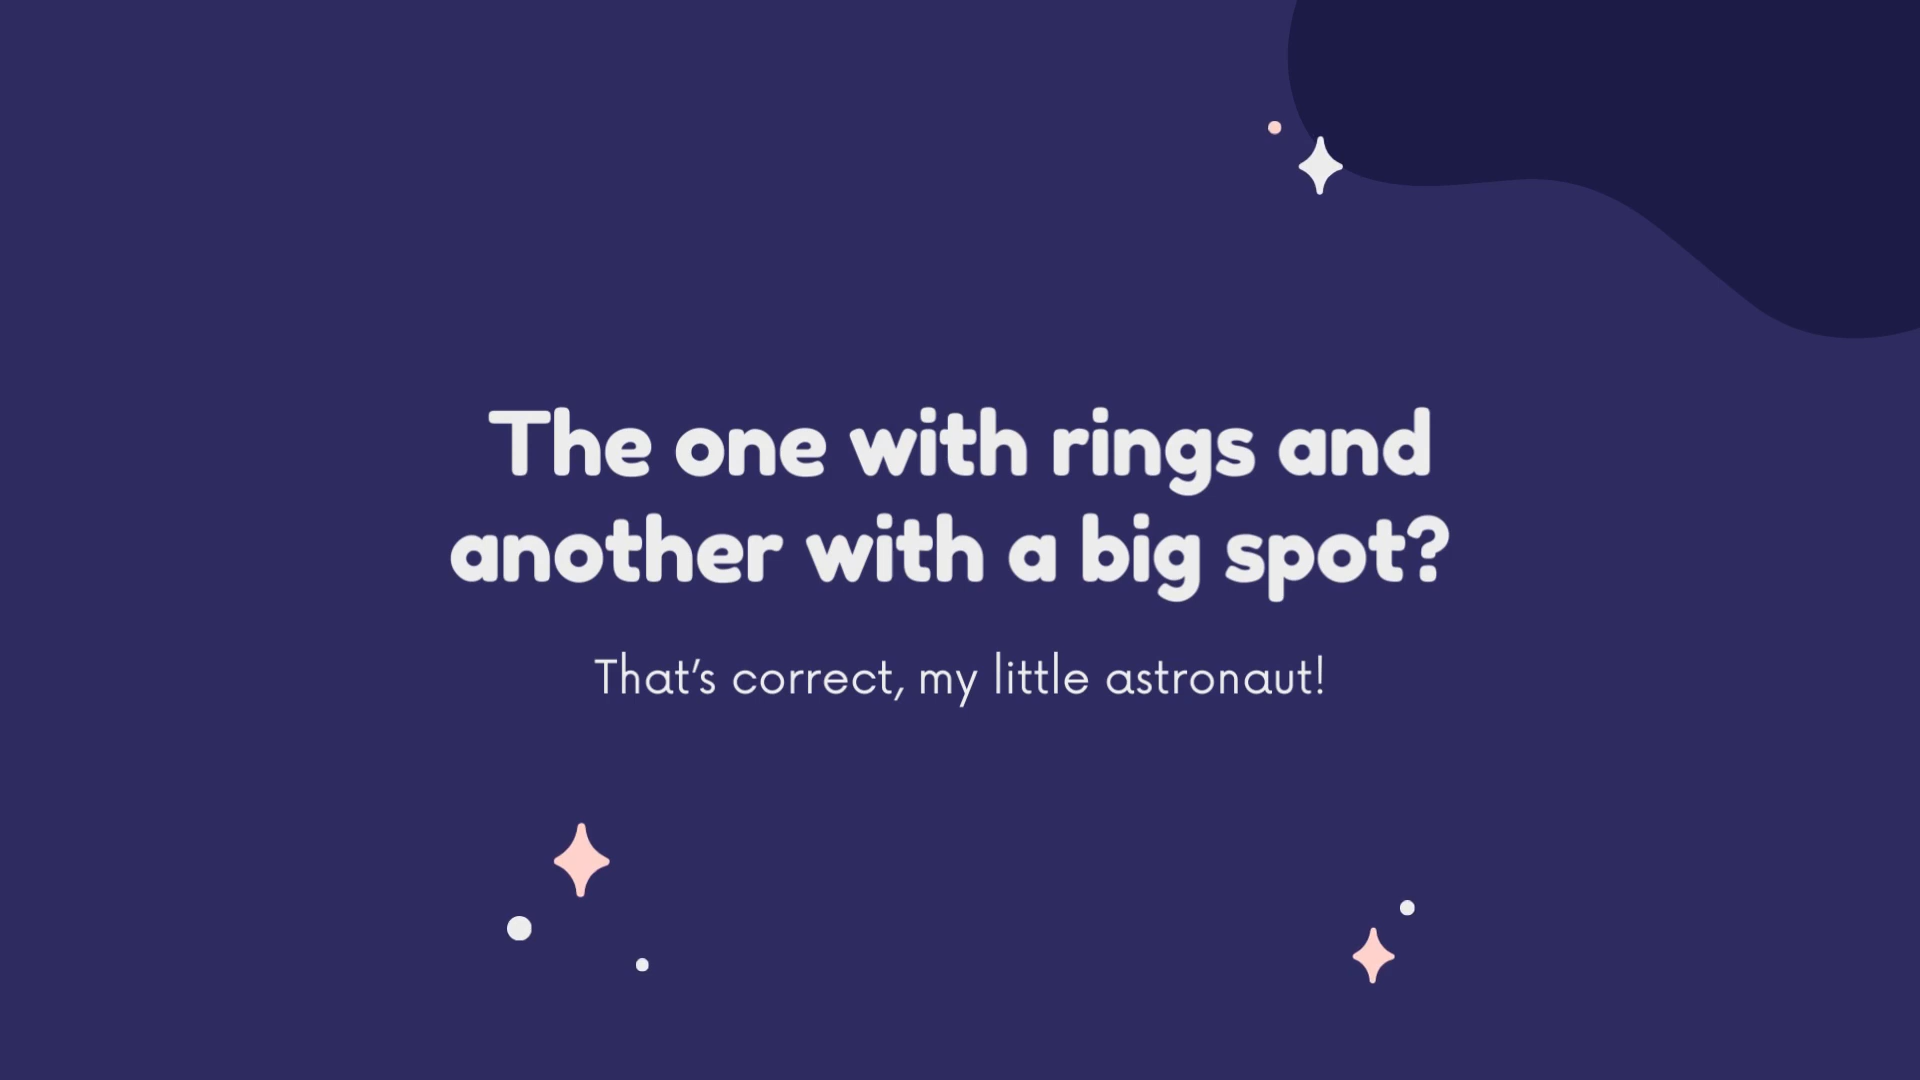 The one with rings and
another with a big spot?
That’s correct, my little astronaut!